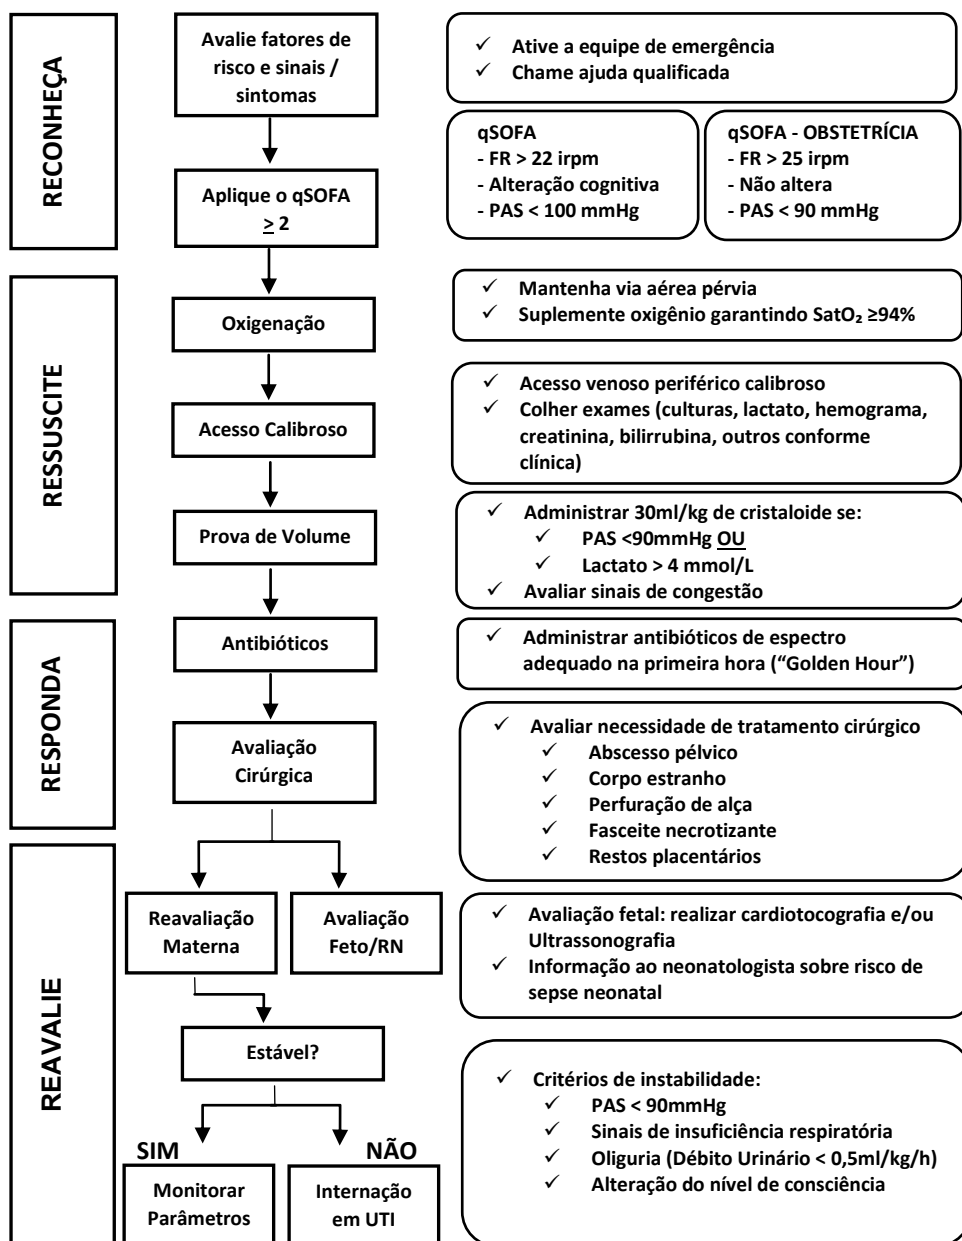 RECONHEÇA
Avalie fatores de
risco e sinais /
sintomas
✓ Ative a equipe de emergência
✓ Chame ajuda qualificada
Aplique o qSOFA
≥ 2
qSOFA
- FR > 22 irpm
- Alteração cognitiva
- PAS < 100 mmHg
qSOFA - OBSTETRÍCIA
- FR > 25 irpm
- Não altera
- PAS < 90 mmHg
RESSUSCITE
Oxigenação
✓ Mantenha via aérea pérvia
✓ Suplemente oxigênio garantindo SatO₂ ≥94%
Acesso Calibroso
✓ Acesso venoso periférico calibroso
✓ Colher exames (culturas, lactato, hemograma,
creatinina, bilirrubina, outros conforme
clínica)
Prova de Volume
✓ Administrar 30ml/kg de cristaloide se:
✓ PAS <90mmHg OU
✓ Lactato > 4 mmol/L
✓ Avaliar sinais de congestão
RESPONDA
Antibióticos
✓ Administrar antibióticos de espectro
adequado na primeira hora (“Golden Hour”)
Avaliação
Cirúrgica
✓ Avaliar necessidade de tratamento cirúrgico
✓ Abscesso pélvico
✓ Corpo estranho
✓ Perfuração de alça
✓ Fasceite necrotizante
✓ Restos placentários
REAVALIE
Reavaliação
Materna
Avaliação
Feto/RN
✓ Avaliação fetal: realizar cardiotocografia e/ou
Ultrassonografia
✓ Informação ao neonatologista sobre risco de
sepse neonatal
Estável?
SIM
NÃO
Monitorar
Parâmetros
Internação
em UTI
✓ Critérios de instabilidade:
✓ PAS < 90mmHg
✓ Sinais de insuficiência respiratória
✓ Oliguria (Débito Urinário < 0,5ml/kg/h)
✓ Alteração do nível de consciência